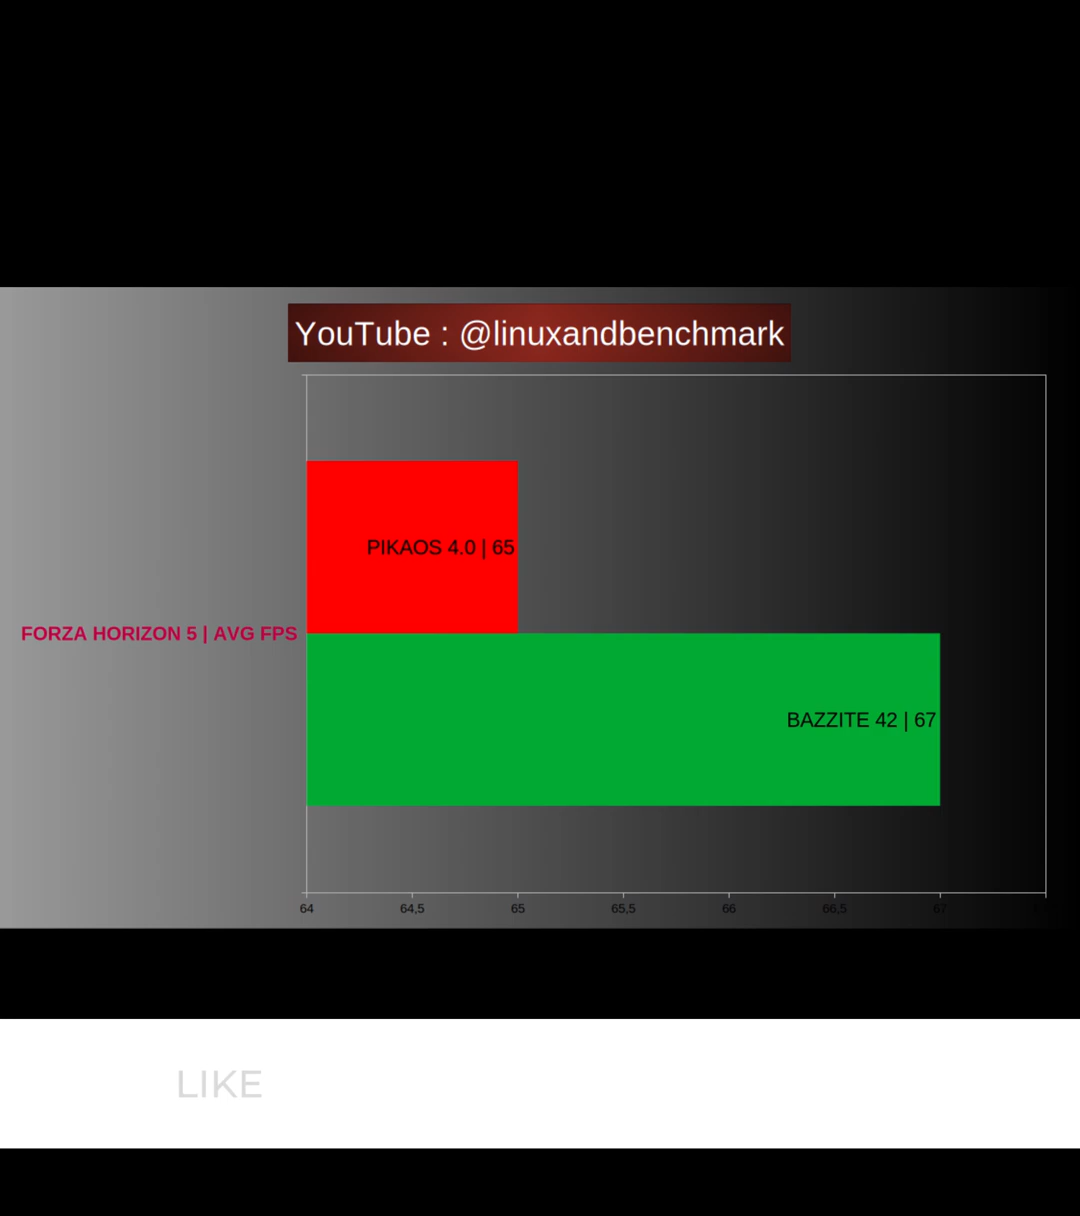 YouTube : @linuxandbenchmark
PIKAOS 4.0 | 65
FORZA HORIZON 5 | AVG FPS
BAZZITE 42 | 67
64 64,5 65 65,5 66 66,5 67
LIKE